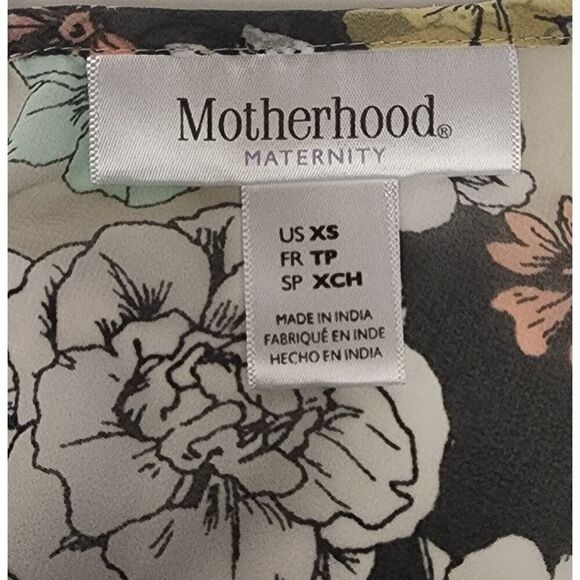 Motherhood®
MATERNITY
US XS
FR TP
SP XCH
MADE IN INDIA
FABRIQUÉ EN INDE
HECHO EN INDIA